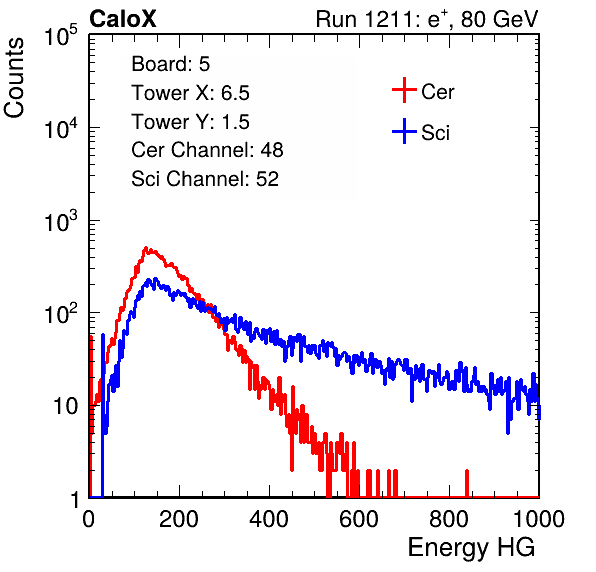 CaloX Run 1211: e⁺, 80 GeV
Counts
Board: 5
Tower X: 6.5
Tower Y: 1.5
Cer Channel: 48
Sci Channel: 52
Cer
Sci
10⁵
10⁴
10³
10²
10
1
0 200 400 600 800 1000
Energy HG